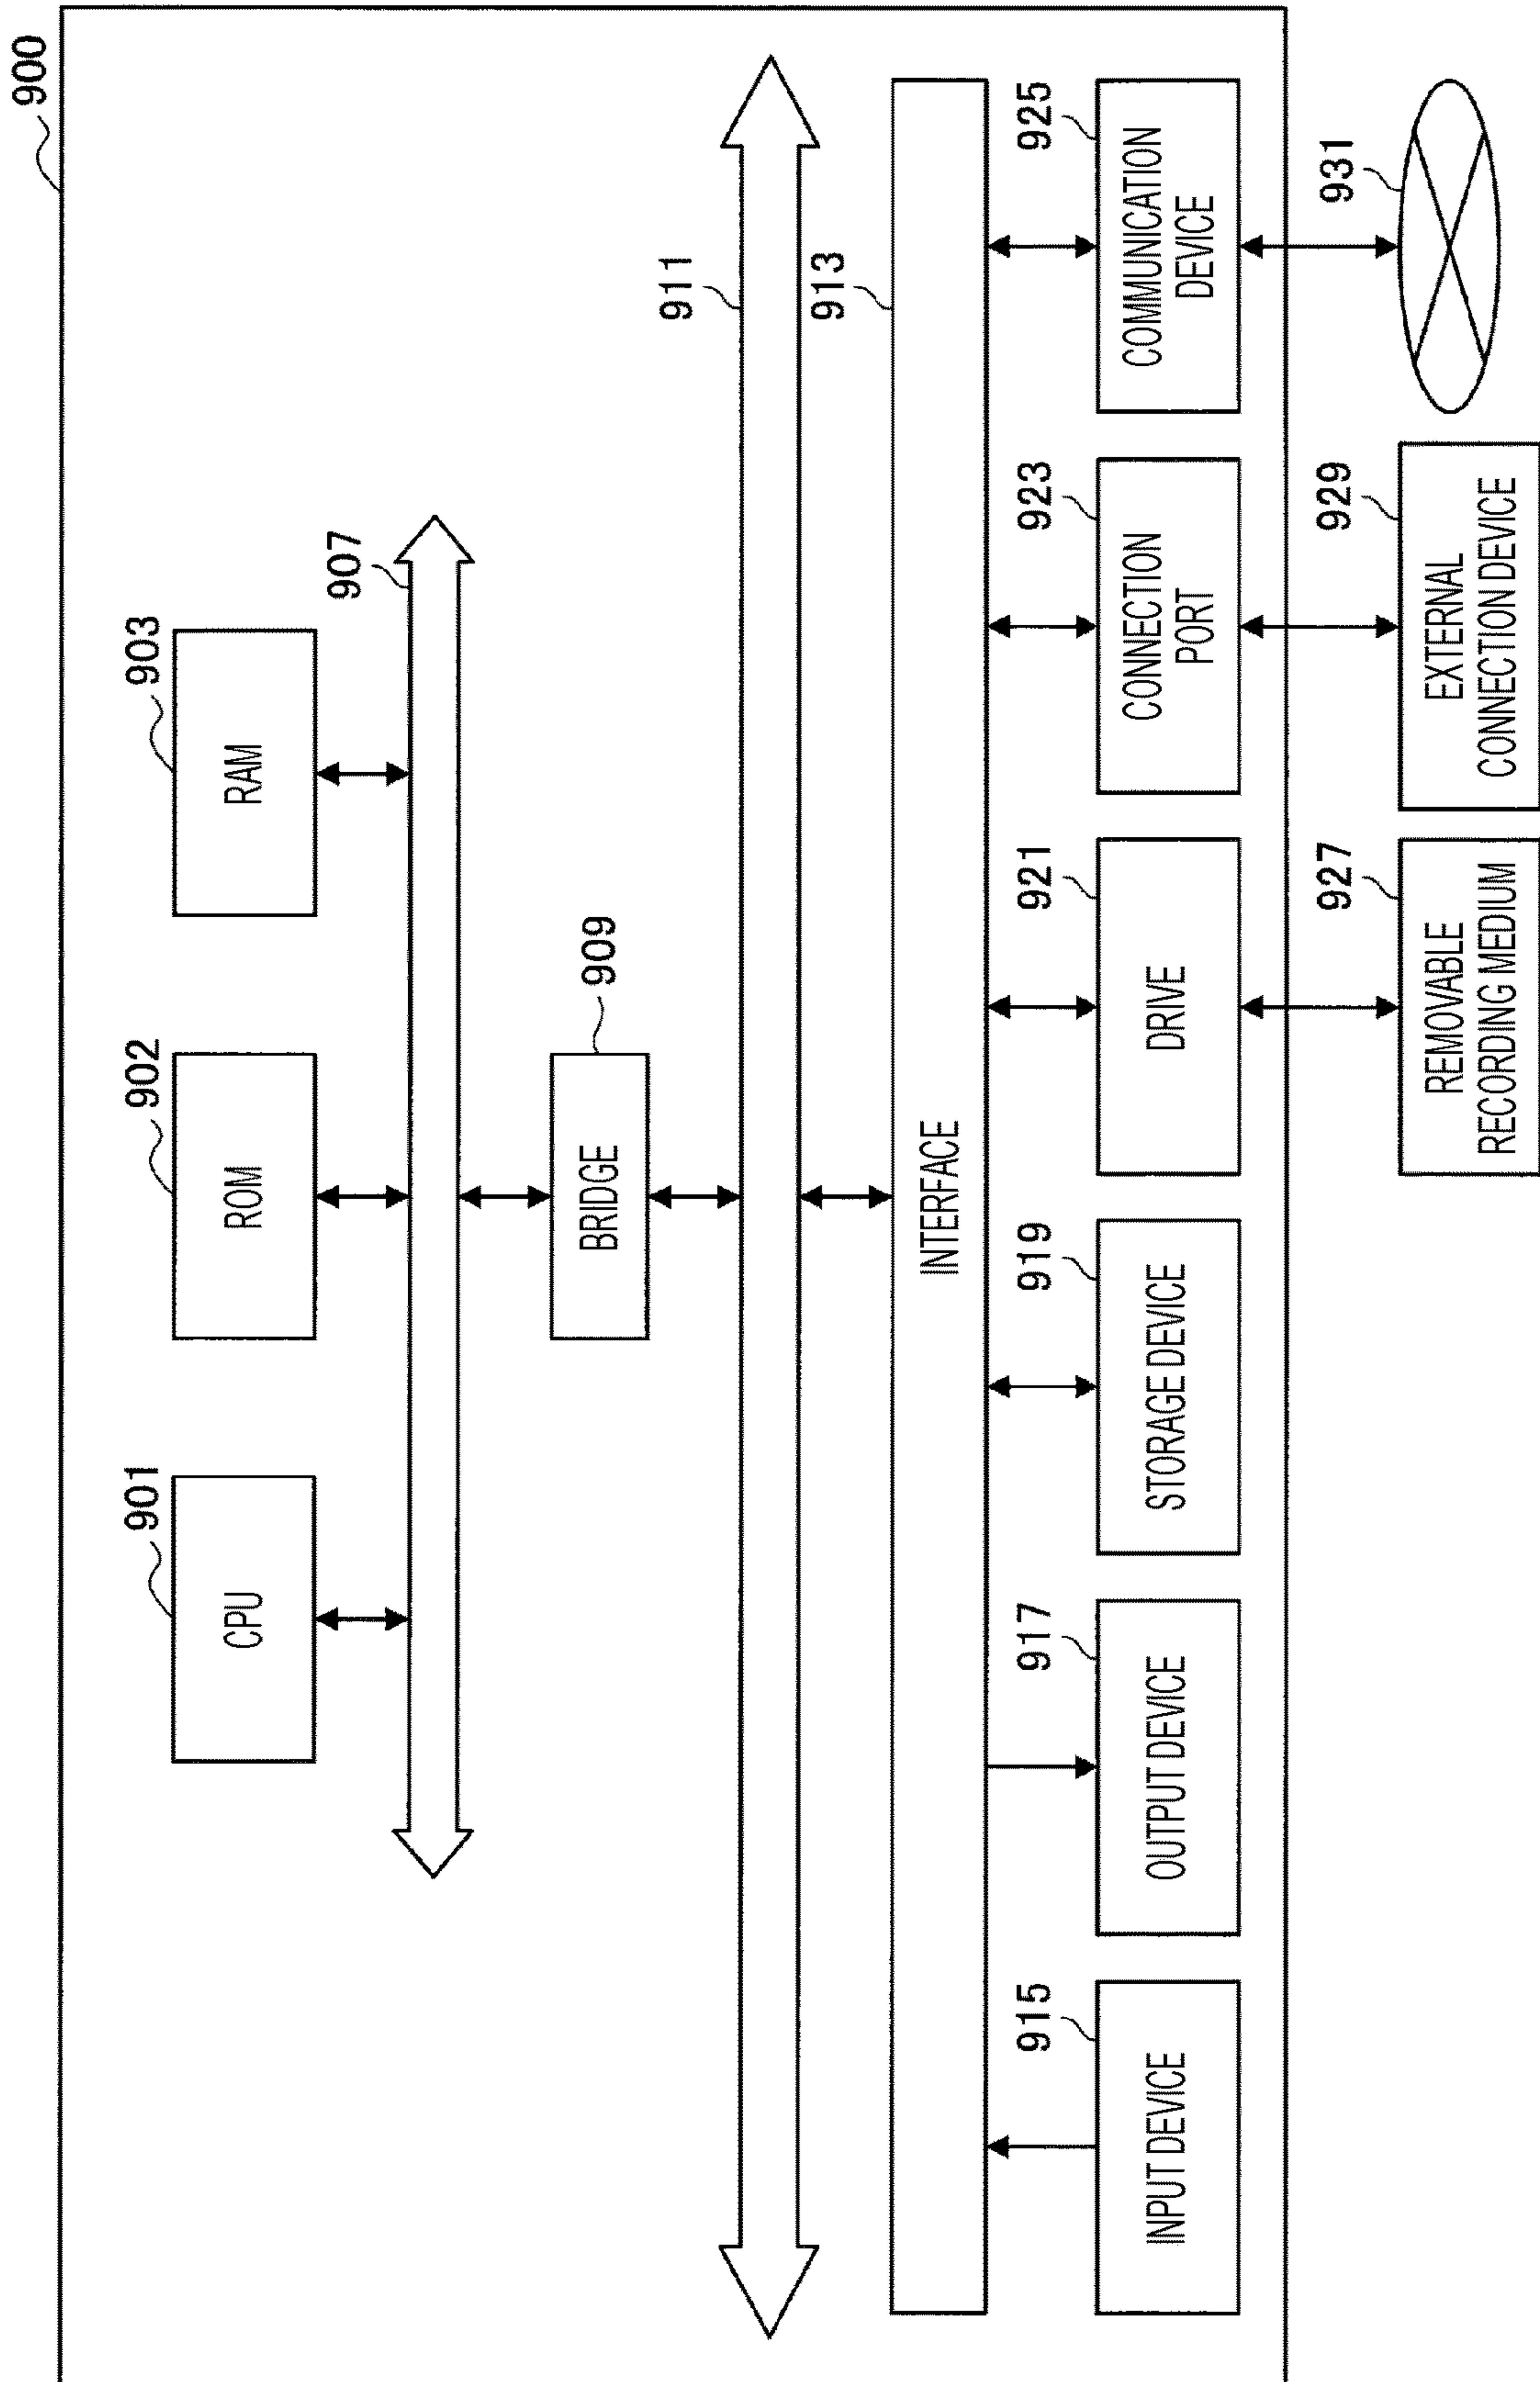 900
901
CPU
902
ROM
903
RAM
907
909
BRIDGE
911
913
INTERFACE
915
INPUT DEVICE
917
OUTPUT DEVICE
919
STORAGE DEVICE
921
DRIVE
923
CONNECTION
PORT
925
COMMUNICATION
DEVICE
927
REMOVABLE
RECORDING MEDIUM
929
EXTERNAL
CONNECTION DEVICE
931